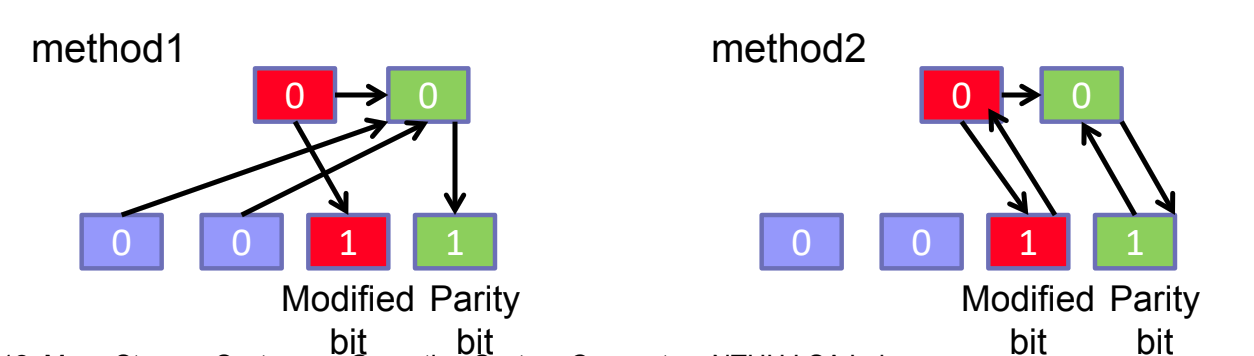 method1
method2
0 0
0 0
0 0 1 1
0 0 1 1
Modified Parity
bit bit
Modified Parity
bit bit